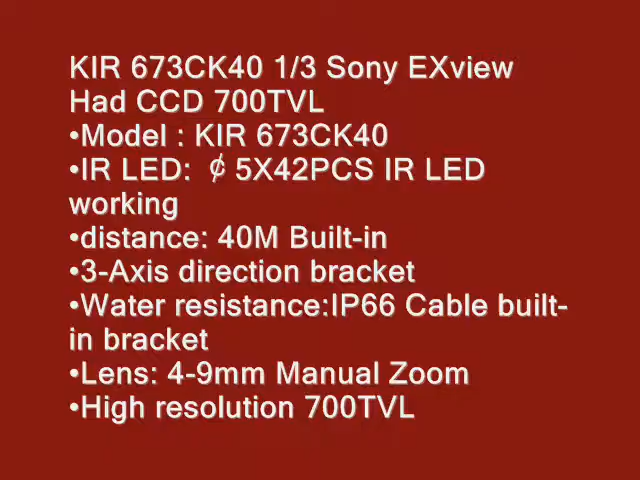 KIR 673CK40 1/3 Sony EXview
Had CCD 700TVL
•Model : KIR 673CK40
•IR LED: ¢ 5X42PCS IR LED
working
•distance: 40M Built-in
•3-Axis direction bracket
•Water resistance:IP66 Cable built-
in bracket
•Lens: 4-9mm Manual Zoom
•High resolution 700TVL